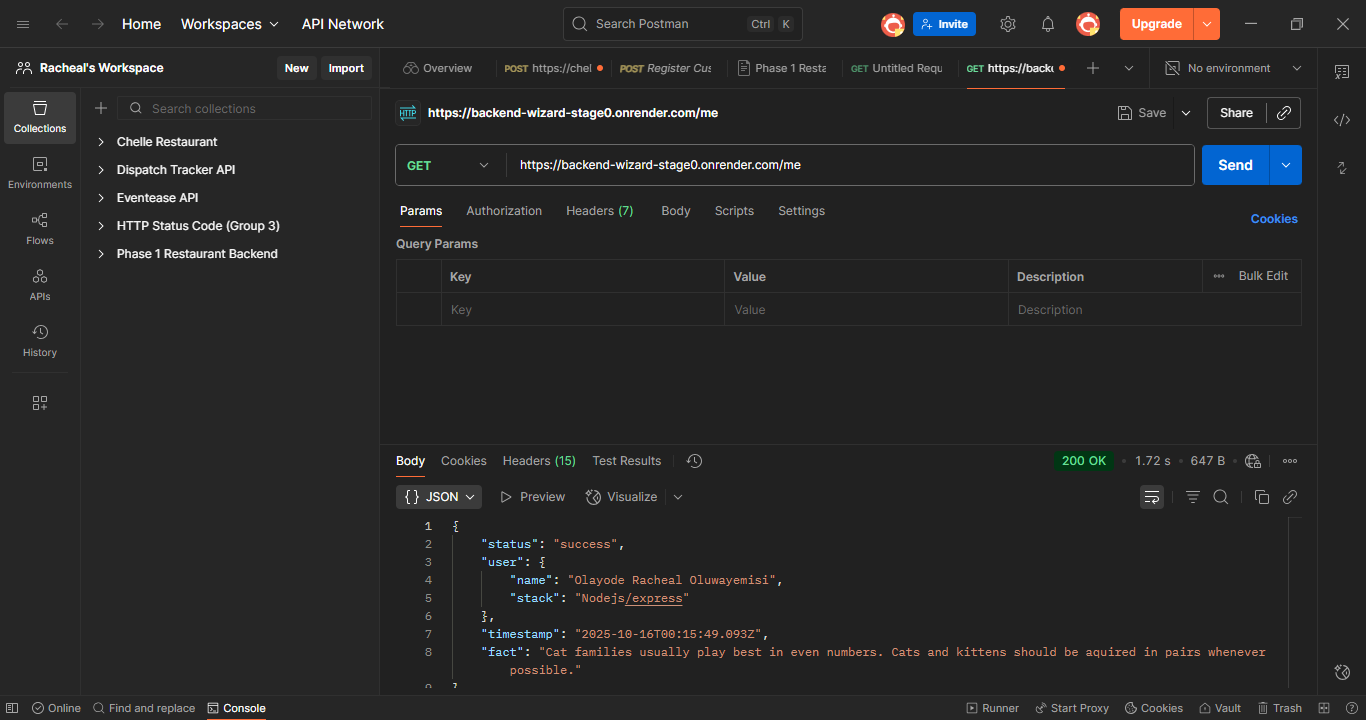 Home
Workspaces
API Network
Search Postman
Ctrl
K
Invite
Upgrade
Racheal's Workspace
New
Import
Overview
POST https://chel
POST Register Cus
Phase 1 Resta
GET Untitled Requ
GET https://backe
No environment
Collections
Environments
Flows
APIs
History
Search collections
Chelle Restaurant
Dispatch Tracker API
Eventease API
HTTP Status Code (Group 3)
Phase 1 Restaurant Backend
HTTP https://backend-wizard-stage0.onrender.com/me
Save
Share
GET
https://backend-wizard-stage0.onrender.com/me
Send
Params
Authorization
Headers (7)
Body
Scripts
Settings
Cookies
Query Params
Key
Value
Description
Bulk Edit
Key
Value
Description
Body
Cookies
Headers (15)
Test Results
200 OK
1.72 s
647 B
{} JSON
Preview
Visualize
1 {
2 "status": "success",
3 "user": {
4 "name": "Olayode Racheal Oluwayemisi",
5 "stack": "Nodejs/express"
6 },
7 "timestamp": "2025-10-16T00:15:49.093Z",
8 "fact": "Cat families usually play best in even numbers. Cats and kittens should be aquired in pairs whenever
possible."
9 }
Online
Find and replace
Console
Runner
Start Proxy
Cookies
Vault
Trash